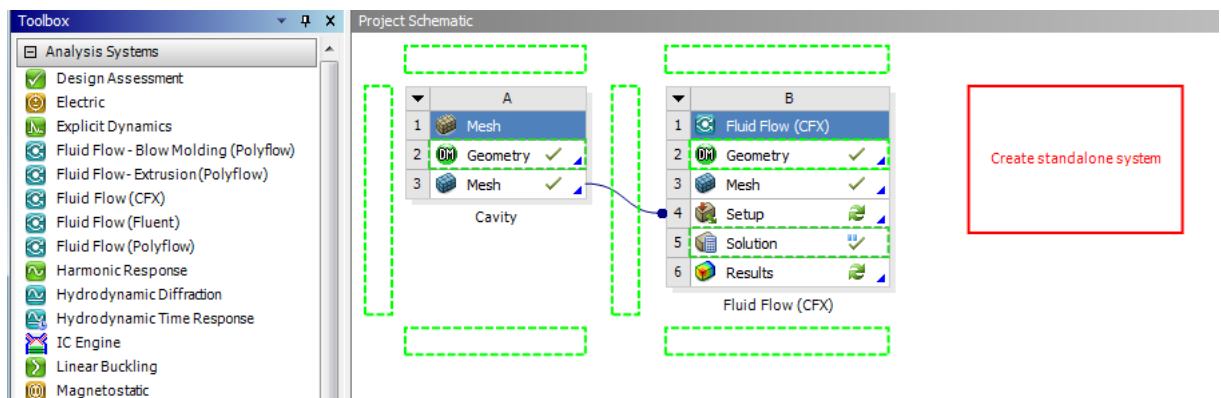 Toolbox
Project Schematic
Analysis Systems
Design Assessment
Electric
Explicit Dynamics
Fluid Flow - Blow Molding (Polyflow)
Fluid Flow- Extrusion (Polyflow)
Fluid Flow (CFX)
Fluid Flow (Fluent)
Fluid Flow (Polyflow)
Harmonic Response
Hydrodynamic Diffraction
Hydrodynamic Time Response
IC Engine
Linear Buckling
Magnetostatic
A
1 Mesh
2 DM Geometry
3 Mesh
Cavity
B
1 Fluid Flow (CFX)
2 DM Geometry
3 Mesh
4 Setup
5 Solution
6 Results
Fluid Flow (CFX)
Create standalone system